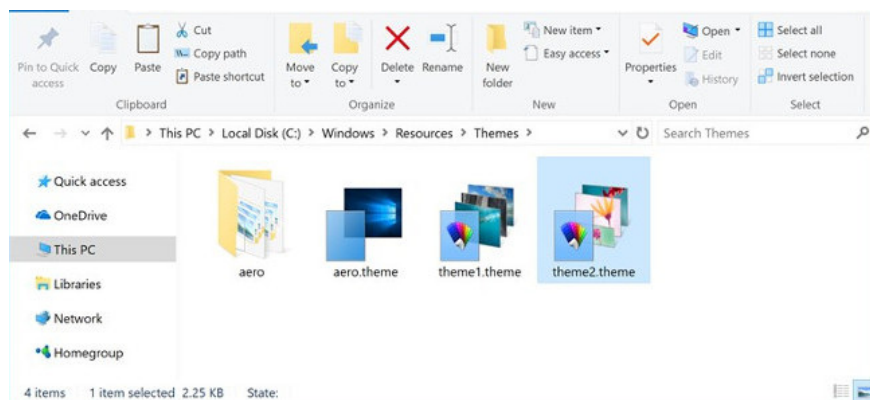 Pin to Quick access
Copy
Paste
Cut
Copy path
Paste shortcut
Clipboard
Move to
Copy to
Delete
Rename
Organize
New folder
New item
Easy access
New
Properties
Open
Edit
History
Open
Select all
Select none
Invert selection
Select
This PC > Local Disk (C:) > Windows > Resources > Themes >
Search Themes
Quick access
OneDrive
This PC
Libraries
Network
Homegroup
aero
aero.theme
theme1.theme
theme2.theme
4 items 1 item selected 2.25 KB State: